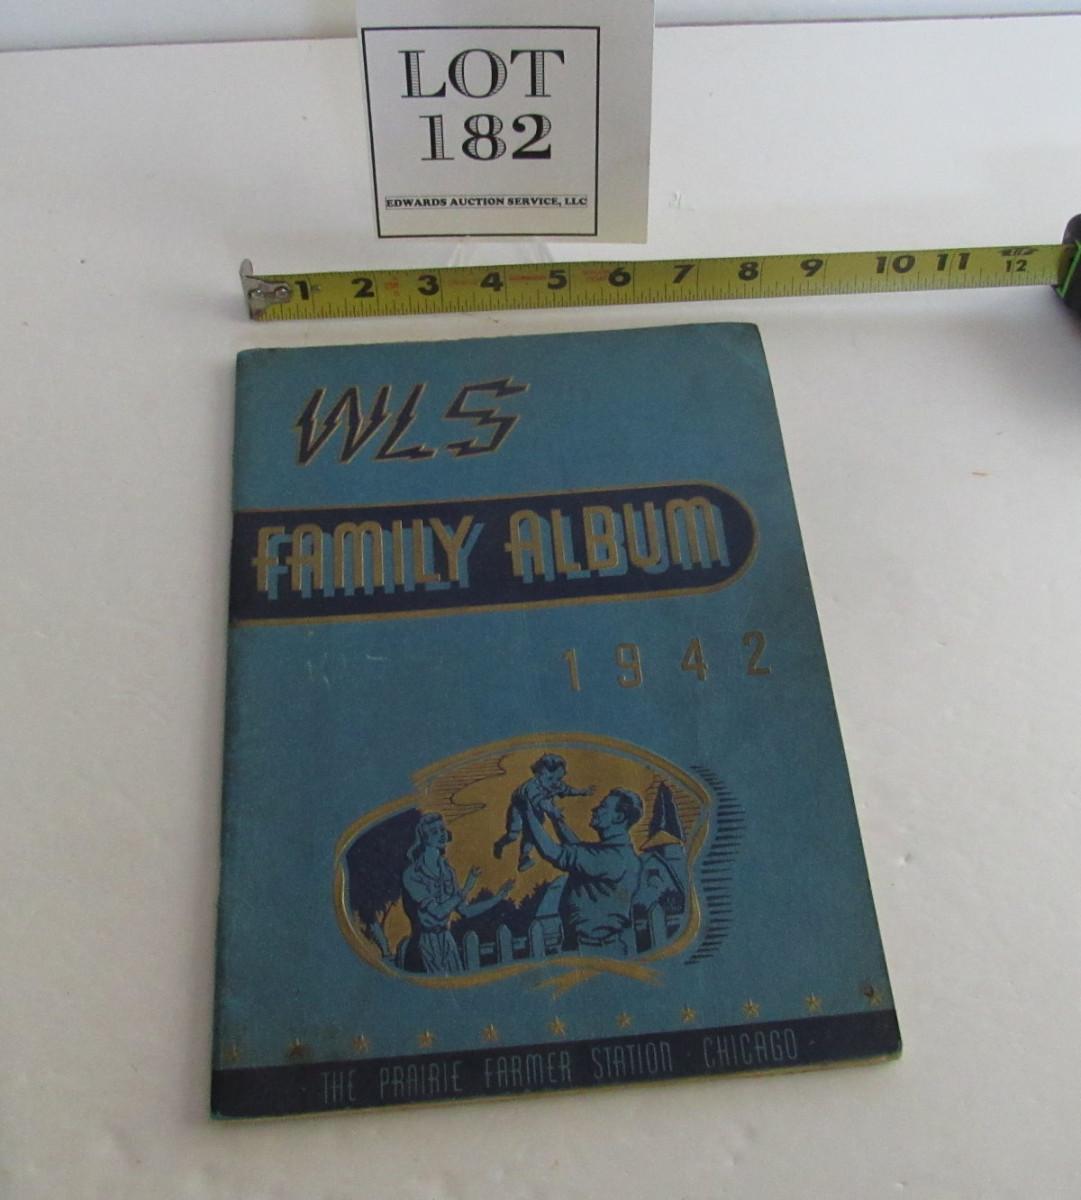 LOT
182
EDWARDS AUCTION SERVICE, LLC
1 2 3 4 5 6 7 8 9 10 11 12
WLS
FAMILY ALBUM
1942
THE PRAIRIE FARMER STATION · CHICAGO